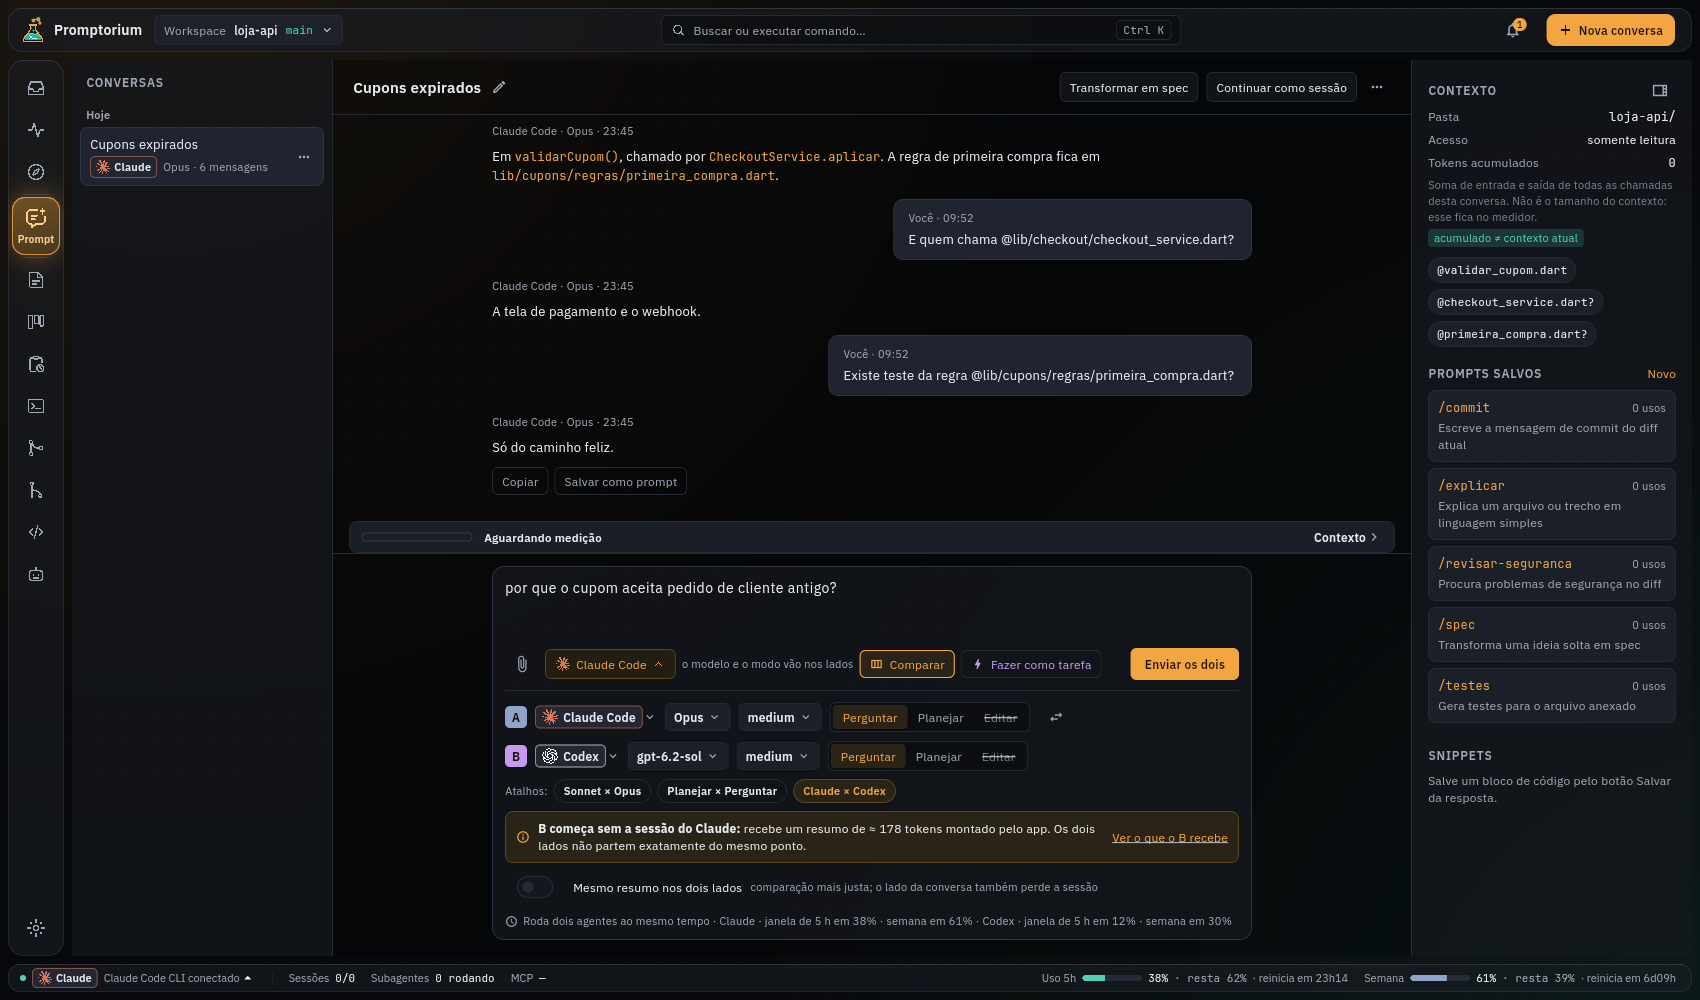 Promptorium
Workspace loja-api main
Buscar ou executar comando...
Ctrl K
1
Nova conversa
Prompt
CONVERSAS
Hoje
Cupons expirados
Claude Opus · 6 mensagens
Cupons expirados
Transformar em spec
Continuar como sessão
Claude Code · Opus · 23:45
Em validarCupom(), chamado por CheckoutService.aplicar. A regra de primeira compra fica em
lib/cupons/regras/primeira_compra.dart.
Você · 09:52
E quem chama @lib/checkout/checkout_service.dart?
Claude Code · Opus · 23:45
A tela de pagamento e o webhook.
Você · 09:52
Existe teste da regra @lib/cupons/regras/primeira_compra.dart?
Claude Code · Opus · 23:45
Só do caminho feliz.
Copiar
Salvar como prompt
Aguardando medição
Contexto
por que o cupom aceita pedido de cliente antigo?
Claude Code
o modelo e o modo vão nos lados
Comparar
Fazer como tarefa
Enviar os dois
A Claude Code Opus medium Perguntar Planejar Editar
B Codex gpt-6.2-sol medium Perguntar Planejar Editar
Atalhos: Sonnet × Opus Planejar × Perguntar Claude × Codex
B começa sem a sessão do Claude: recebe um resumo de ≈ 178 tokens montado pelo app. Os dois
lados não partem exatamente do mesmo ponto.
Ver o que o B recebe
Mesmo resumo nos dois lados comparação mais justa; o lado da conversa também perde a sessão
Roda dois agentes ao mesmo tempo · Claude · janela de 5 h em 38% · semana em 61% · Codex · janela de 5 h em 12% · semana em 30%
CONTEXTO
Pasta loja-api/
Acesso somente leitura
Tokens acumulados 0
Soma de entrada e saída de todas as chamadas
desta conversa. Não é o tamanho do contexto:
esse fica no medidor.
acumulado ≠ contexto atual
@validar_cupom.dart
@checkout_service.dart?
@primeira_compra.dart?
PROMPTS SALVOS Novo
/commit 0 usos
Escreve a mensagem de commit do diff
atual
/explicar 0 usos
Explica um arquivo ou trecho em
linguagem simples
/revisar-seguranca 0 usos
Procura problemas de segurança no diff
/spec 0 usos
Transforma uma ideia solta em spec
/testes 0 usos
Gera testes para o arquivo anexado
SNIPPETS
Salve um bloco de código pelo botão Salvar
da resposta.
Claude Claude Code CLI conectado
Sessões 0/0 Subagentes 0 rodando MCP —
Uso 5h 38% · resta 62% · reinicia em 23h14 Semana 61% · resta 39% · reinicia em 6d09h